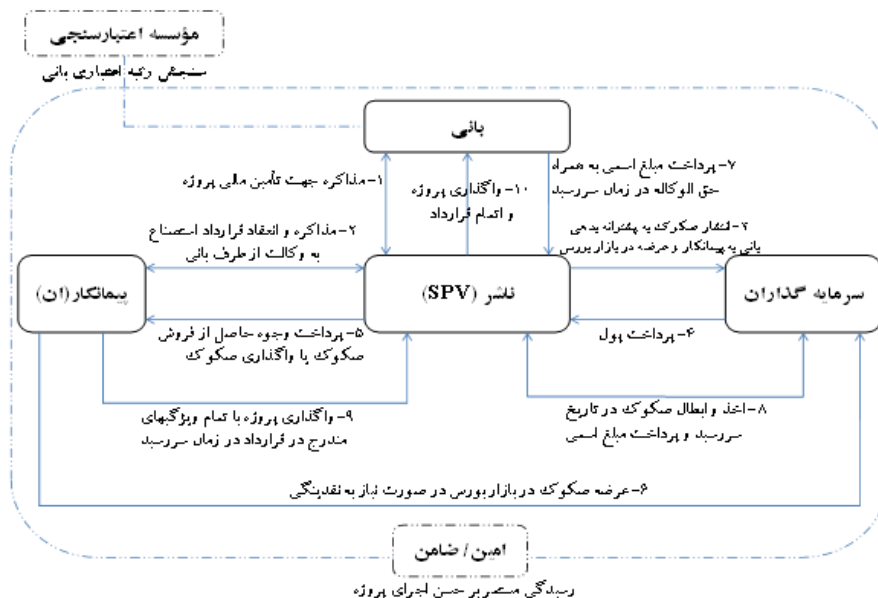 مؤسسه اعتبارسنجی
سنجش رتبه اعتباری بانی
بانی
۱- مذاکره جهت تأمین مالی پروژه
۱۰- واگذاری پروژه
و اتمام قرارداد
۷- پرداخت مبلغ اسمی به همراه
حق الوکاله در زمان سررسید
۲- مذاکره و انعقاد قرارداد استصناع
به وکالت از طرف بانی
۳- انتشار صکوک به پشتوانه بدهی
بانی به پیمانکار و عرضه در بازار بورس
پیمانکار(ان)
ناشر (SPV)
سرمایه گذاران
۵- پرداخت وجوه حاصل از فروش
صکوک یا واگذاری صکوک
۴- پرداخت پول
۹- واگذاری پروژه با تمام ویژگیهای
مندرج در قرارداد در زمان سررسید
۸- اخذ و ابطال صکوک در تاریخ
سررسید و پرداخت مبلغ اسمی
۶- عرضه صکوک در بازار بورس در صورت نیاز به نقدینگی
امین/ ضامن
رسیدگی مستمر بر حسن اجرای پروژه